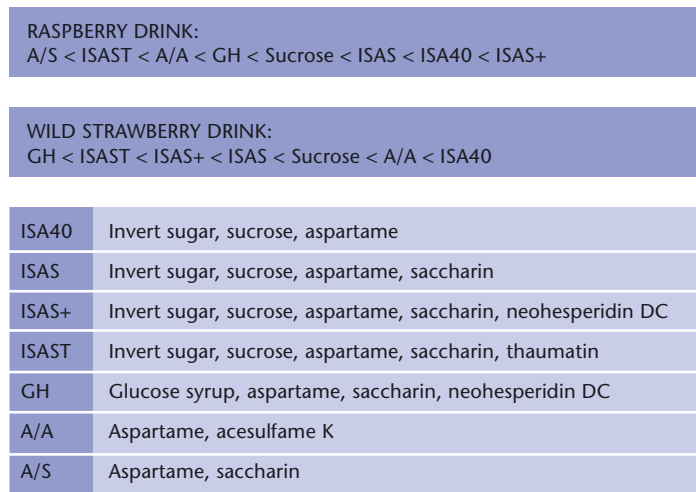 RASPBERRY DRINK:
A/S < ISAST < A/A < GH < Sucrose < ISAS < ISA40 < ISAS+
WILD STRAWBERRY DRINK:
GH < ISAST < ISAS+ < ISAS < Sucrose < A/A < ISA40
ISA40 Invert sugar, sucrose, aspartame
ISAS Invert sugar, sucrose, aspartame, saccharin
ISAS+ Invert sugar, sucrose, aspartame, saccharin, neohesperidin DC
ISAST Invert sugar, sucrose, aspartame, saccharin, thaumatin
GH Glucose syrup, aspartame, saccharin, neohesperidin DC
A/A Aspartame, acesulfame K
A/S Aspartame, saccharin